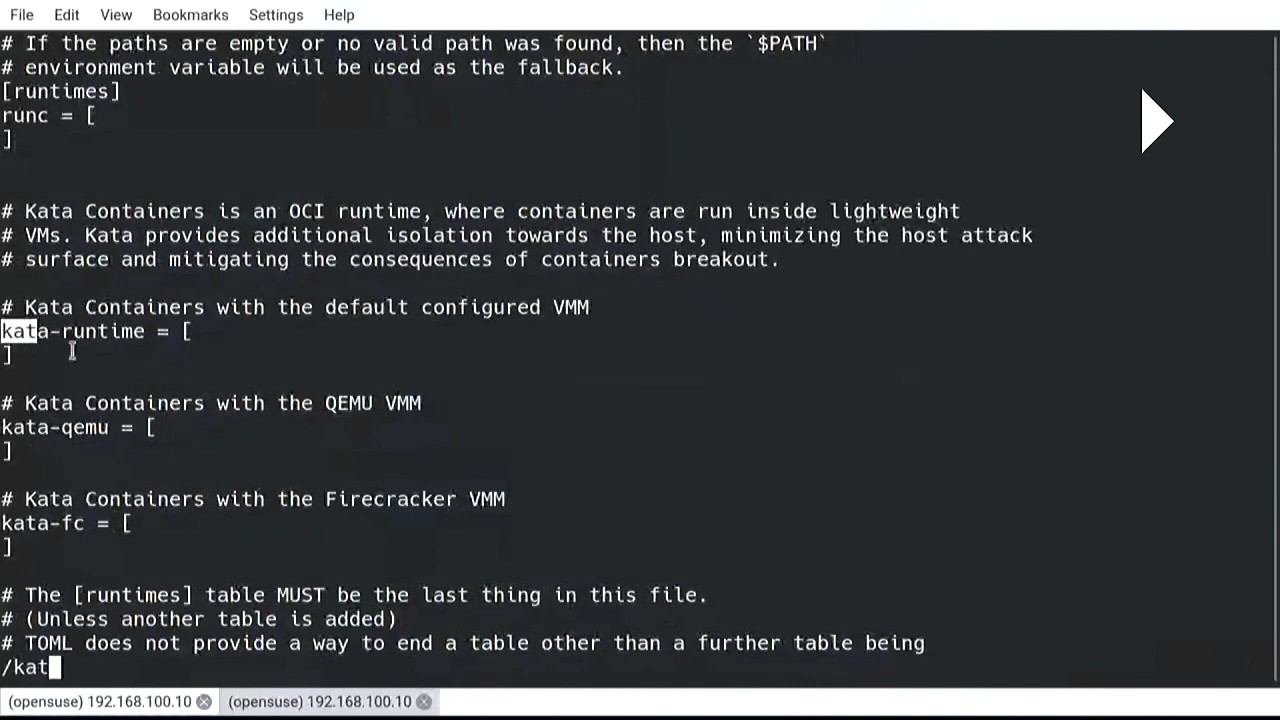 File Edit View Bookmarks Settings Help
# If the paths are empty or no valid path was found, then the `$PATH`
# environment variable will be used as the fallback.
[runtimes]
runc = [
]
# Kata Containers is an OCI runtime, where containers are run inside lightweight
# VMs. Kata provides additional isolation towards the host, minimizing the host attack
# surface and mitigating the consequences of containers breakout.
# Kata Containers with the default configured VMM
kata-runtime = [
]
# Kata Containers with the QEMU VMM
kata-qemu = [
]
# Kata Containers with the Firecracker VMM
kata-fc = [
]
# The [runtimes] table MUST be the last thing in this file.
# (Unless another table is added)
# TOML does not provide a way to end a table other than a further table being
/kat
(opensuse) 192.168.100.10 (opensuse) 192.168.100.10